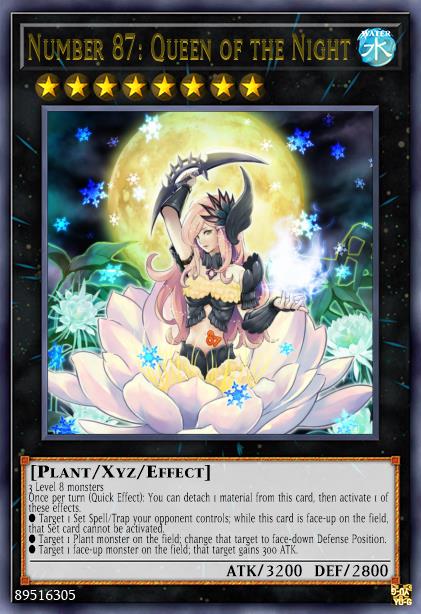 Number 87: Queen of the Night
WATER
水
87
[Plant/Xyz/Effect]
3 Level 8 monsters
Once per turn (Quick Effect): You can detach 1 material from this card, then activate 1 of
these effects.
● Target 1 Set Spell/Trap your opponent controls; while this card is face-up on the field,
that Set card cannot be activated.
● Target 1 Plant monster on the field; change that target to face-down Defense Position.
● Target 1 face-up monster on the field; that target gains 300 ATK.
ATK/3200 DEF/2800
89516305